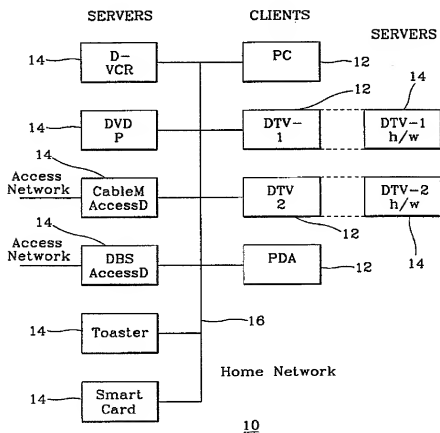 SERVERS CLIENTS
SERVERS
14 D-
VCR
PC
12
12
14
14 DVD
P
DTV-
1
DTV-1
h/w
14
Access
Network
CableM
AccessD
DTV
2
DTV-2
h/w
14
12
14
Access
Network
DBS
AccessD
PDA
12
14 Toaster
16
Home Network
14 Smart
Card
10